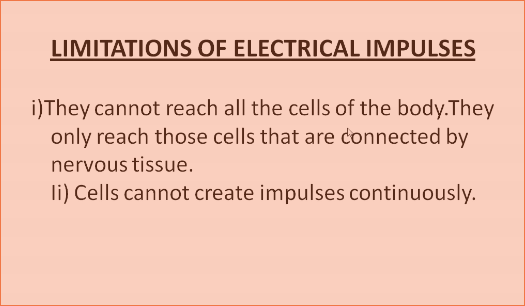 LIMITATIONS OF ELECTRICAL IMPULSES
i)They cannot reach all the cells of the body.They
only reach those cells that are connected by
nervous tissue.
Ii) Cells cannot create impulses continuously.